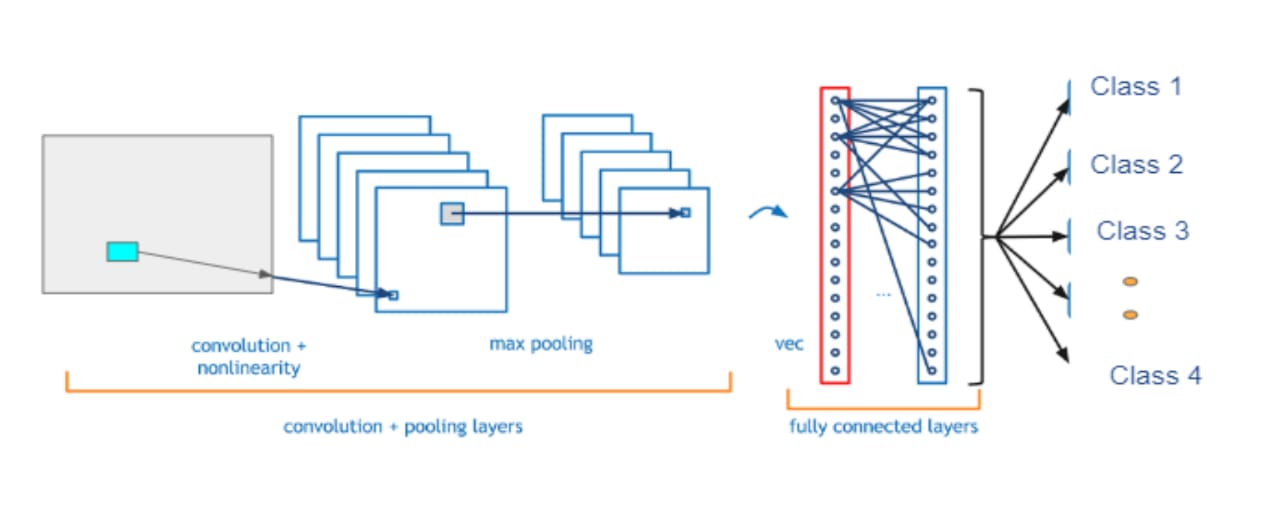 convolution +
nonlinearity
max pooling
convolution + pooling layers
vec
...
fully connected layers
Class 1
Class 2
Class 3
Class 4